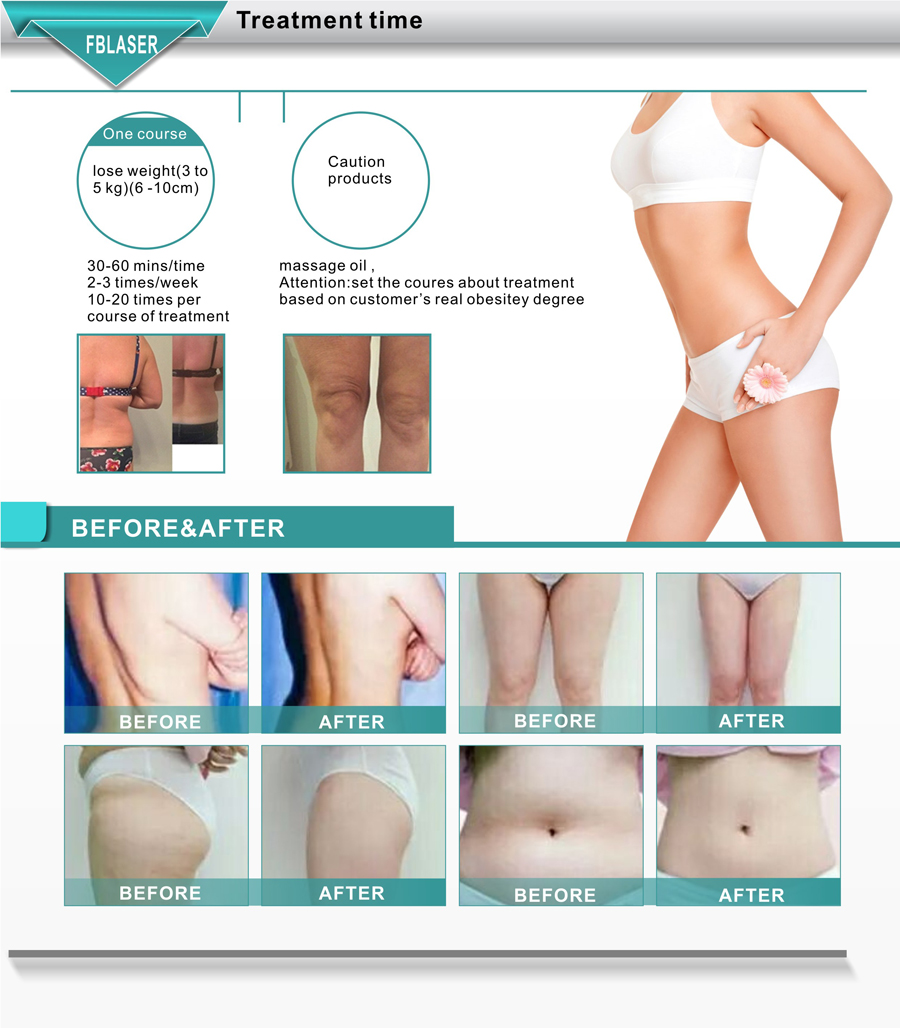 Treatment time
FBLASER
One course
lose weight(3 to
5 kg)(6 -10cm)
Caution
products
30-60 mins/time
2-3 times/week
10-20 times per
course of treatment
massage oil ,
Attention:set the coures about treatment
based on customer's real obesitey degree
BEFORE&AFTER
BEFORE
AFTER
BEFORE
AFTER
BEFORE
AFTER
BEFORE
AFTER